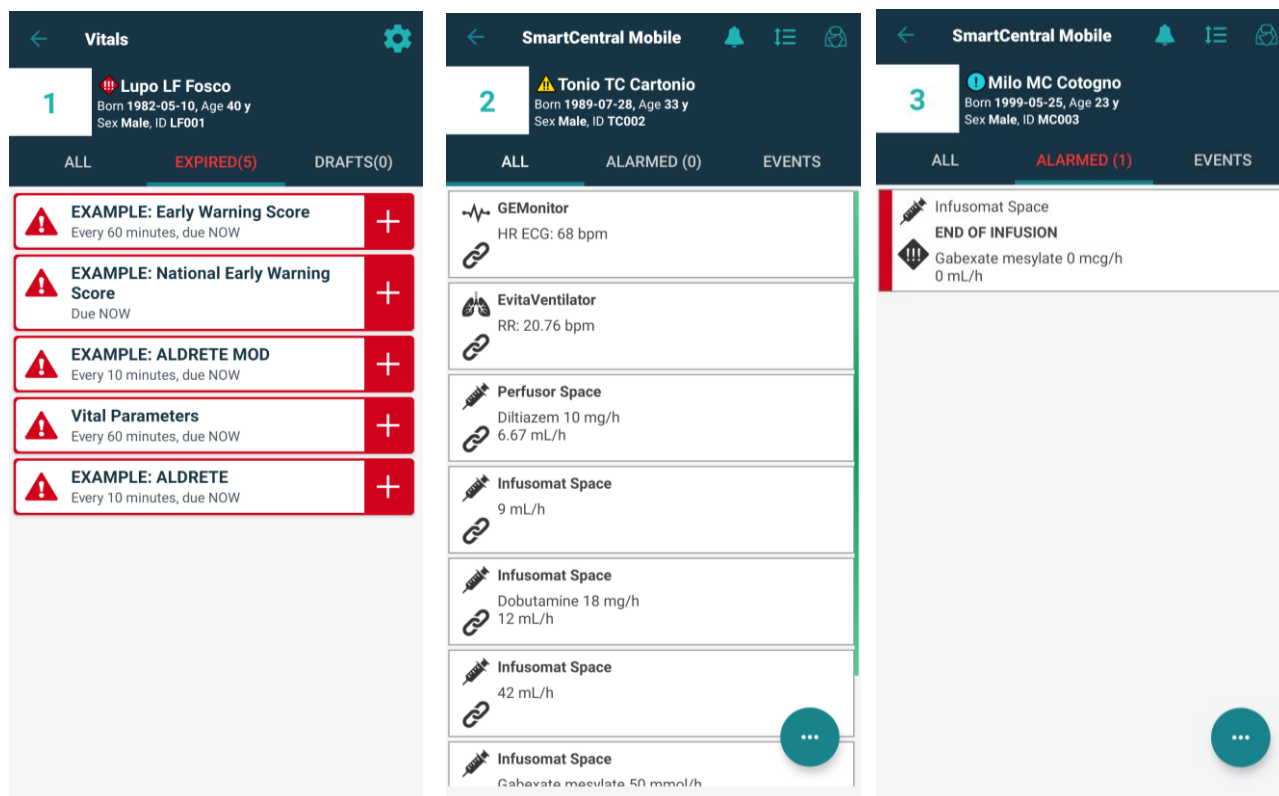 Vitals
1
Lupo LF Fosco
Born 1982-05-10, Age 40 y
Sex Male, ID LF001
ALL EXPIRED(5) DRAFTS(0)
EXAMPLE: Early Warning Score
Every 60 minutes, due NOW
EXAMPLE: National Early Warning
Score
Due NOW
EXAMPLE: ALDRETE MOD
Every 10 minutes, due NOW
Vital Parameters
Every 60 minutes, due NOW
EXAMPLE: ALDRETE
Every 10 minutes, due NOW
SmartCentral Mobile
2
Tonio TC Cartonio
Born 1989-07-28, Age 33 y
Sex Male, ID TC002
ALL ALARMED (0) EVENTS
GEMonitor
HR ECG: 68 bpm
EvitaVentilator
RR: 20.76 bpm
Perfusor Space
Diltiazem 10 mg/h
6.67 mL/h
Infusomat Space
9 mL/h
Infusomat Space
Dobutamine 18 mg/h
12 mL/h
Infusomat Space
42 mL/h
Infusomat Space
Gabexate mesylate 50 mmol/h
SmartCentral Mobile
3
Milo MC Cotogno
Born 1999-05-25, Age 23 y
Sex Male, ID MC003
ALL ALARMED (1) EVENTS
Infusomat Space
END OF INFUSION
Gabexate mesylate 0 mcg/h
0 mL/h